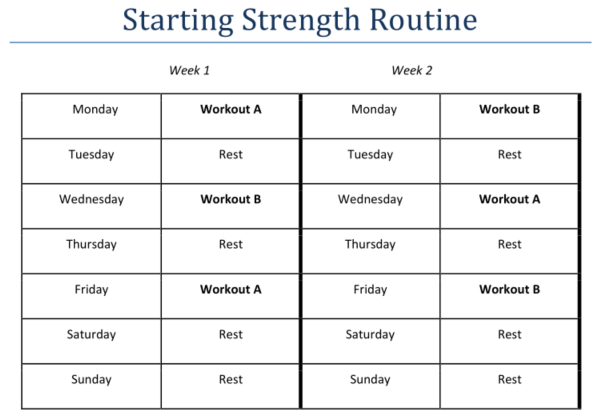 Starting Strength Routine
Week 1 Week 2
Monday Workout A Monday Workout B
Tuesday Rest Tuesday Rest
Wednesday Workout B Wednesday Workout A
Thursday Rest Thursday Rest
Friday Workout A Friday Workout B
Saturday Rest Saturday Rest
Sunday Rest Sunday Rest